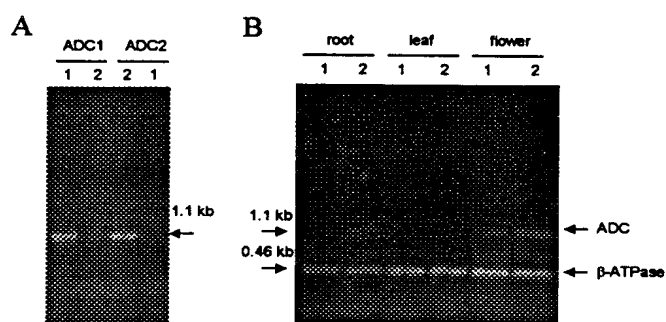 A
ADC1 ADC2
1 2 2 1
1.1 kb
B
root leaf flower
1 2 1 2 1 2
1.1 kb
0.46 kb
ADC
β-ATPase